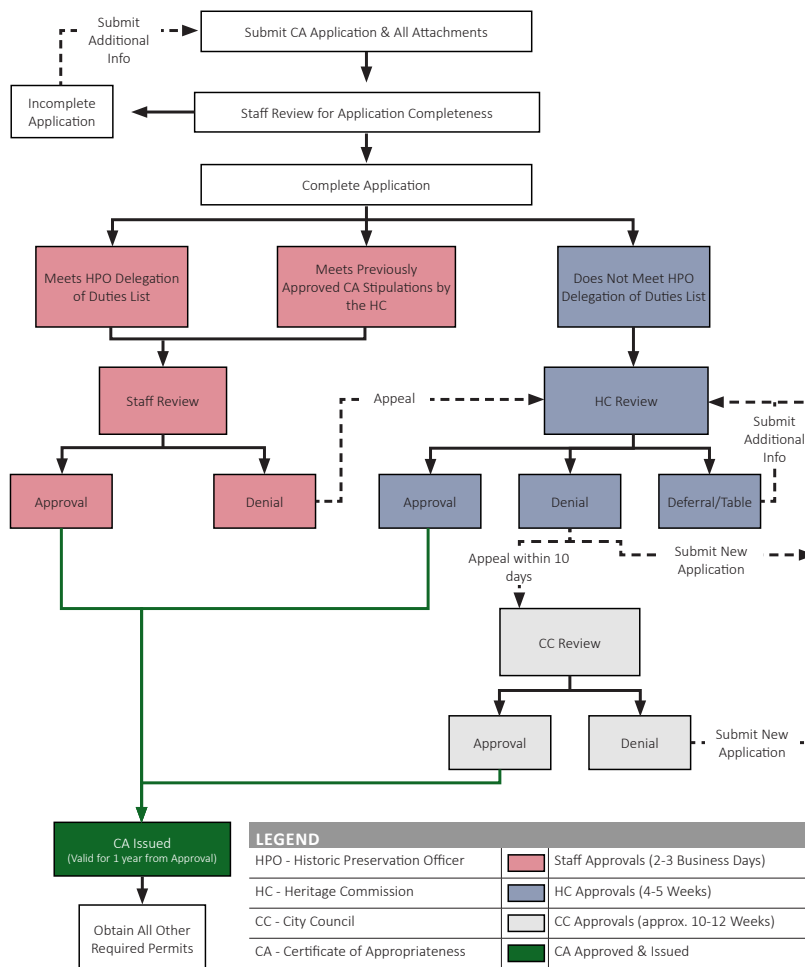 Submit
Additional
Info
Submit CA Application & All Attachments
Incomplete
Application
Staff Review for Application Completeness
Complete Application
Meets HPO Delegation
of Duties List
Meets Previously
Approved CA Stipulations by
the HC
Does Not Meet HPO
Delegation of Duties List
Staff Review
Appeal
HC Review
Submit
Additional
Info
Approval
Denial
Approval
Denial
Deferral/Table
Appeal within 10
days
Submit New
Application
CC Review
Approval
Denial
Submit New
Application
CA Issued
(Valid for 1 year from Approval)
Obtain All Other
Required Permits
LEGEND
HPO - Historic Preservation Officer
Staff Approvals (2-3 Business Days)
HC - Heritage Commission
HC Approvals (4-5 Weeks)
CC - City Council
CC Approvals (approx. 10-12 Weeks)
CA - Certificate of Appropriateness
CA Approved & Issued